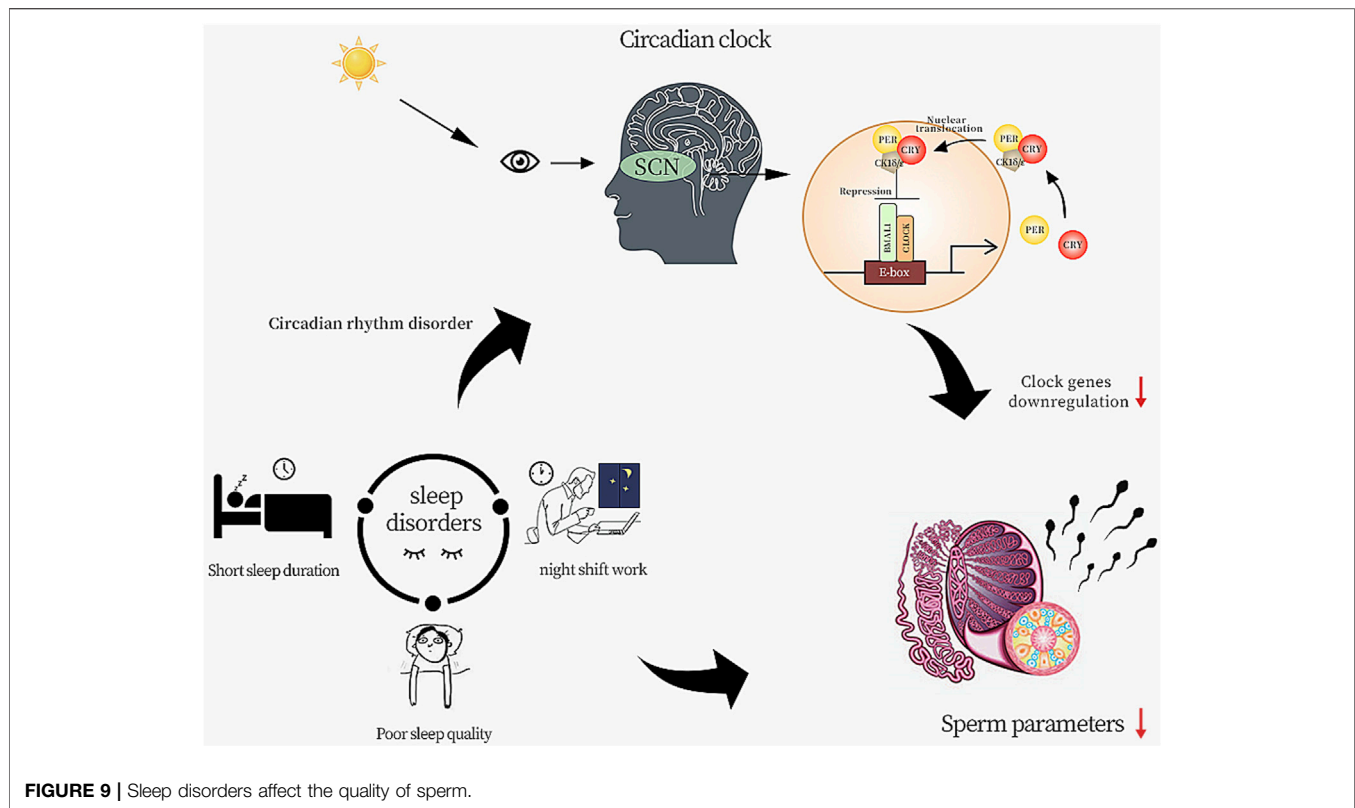 Circadian clock
SCN
Nuclear
translocation
PER
CRY
CK1δ/ε
PER
CRY
CK1δ/ε
Repression
BMAL1
CLOCK
E-box
PER
CRY
Circadian rhythm disorder
Clock genes
downregulation
zzZ
sleep
disorders
Short sleep duration
night shift work
Poor sleep quality
Sperm parameters
FIGURE 9 | Sleep disorders affect the quality of sperm.